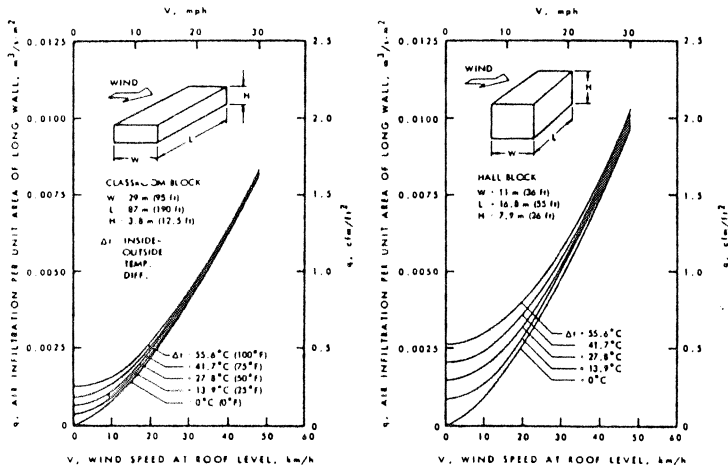 V, mph
0 10 20 30
q, AIR INFILTRATION PER UNIT AREA OF LONG WALL, m³/s·m²
0.0125
0.0100
0.0075
0.0050
0.0025
0
2.5
2.0
1.5
1.0
0.5
0
q, cfm/ft²
WIND
H
L
W
CLASSROOM BLOCK
W 29 m (95 ft)
L 87 m (190 ft)
H 3.8 m (12.5 ft)
Δt INSIDE-
OUTSIDE
TEMP.
DIFF.
Δt = 55.6°C (100°F)
= 41.7°C (75°F)
= 27.8°C (50°F)
= 13.9°C (25°F)
= 0°C (0°F)
0 10 20 30 40 50 60
V, WIND SPEED AT ROOF LEVEL, km/h
V, mph
0 10 20 30
q, AIR INFILTRATION PER UNIT AREA OF LONG WALL, m³/s·m²
0.0125
0.0100
0.0075
0.0050
0.0025
0
2.5
2.0
1.5
1.0
0.5
0
q, cfm/ft²
WIND
H
L
W
HALL BLOCK
W = 11 m (36 ft)
L = 16.8 m (55 ft)
H = 7.9 m (26 ft)
Δt = 55.6°C
= 41.7°C
= 27.8°C
= 13.9°C
= 0°C
0 10 20 30 40 50 60
V, WIND SPEED AT ROOF LEVEL, km/h